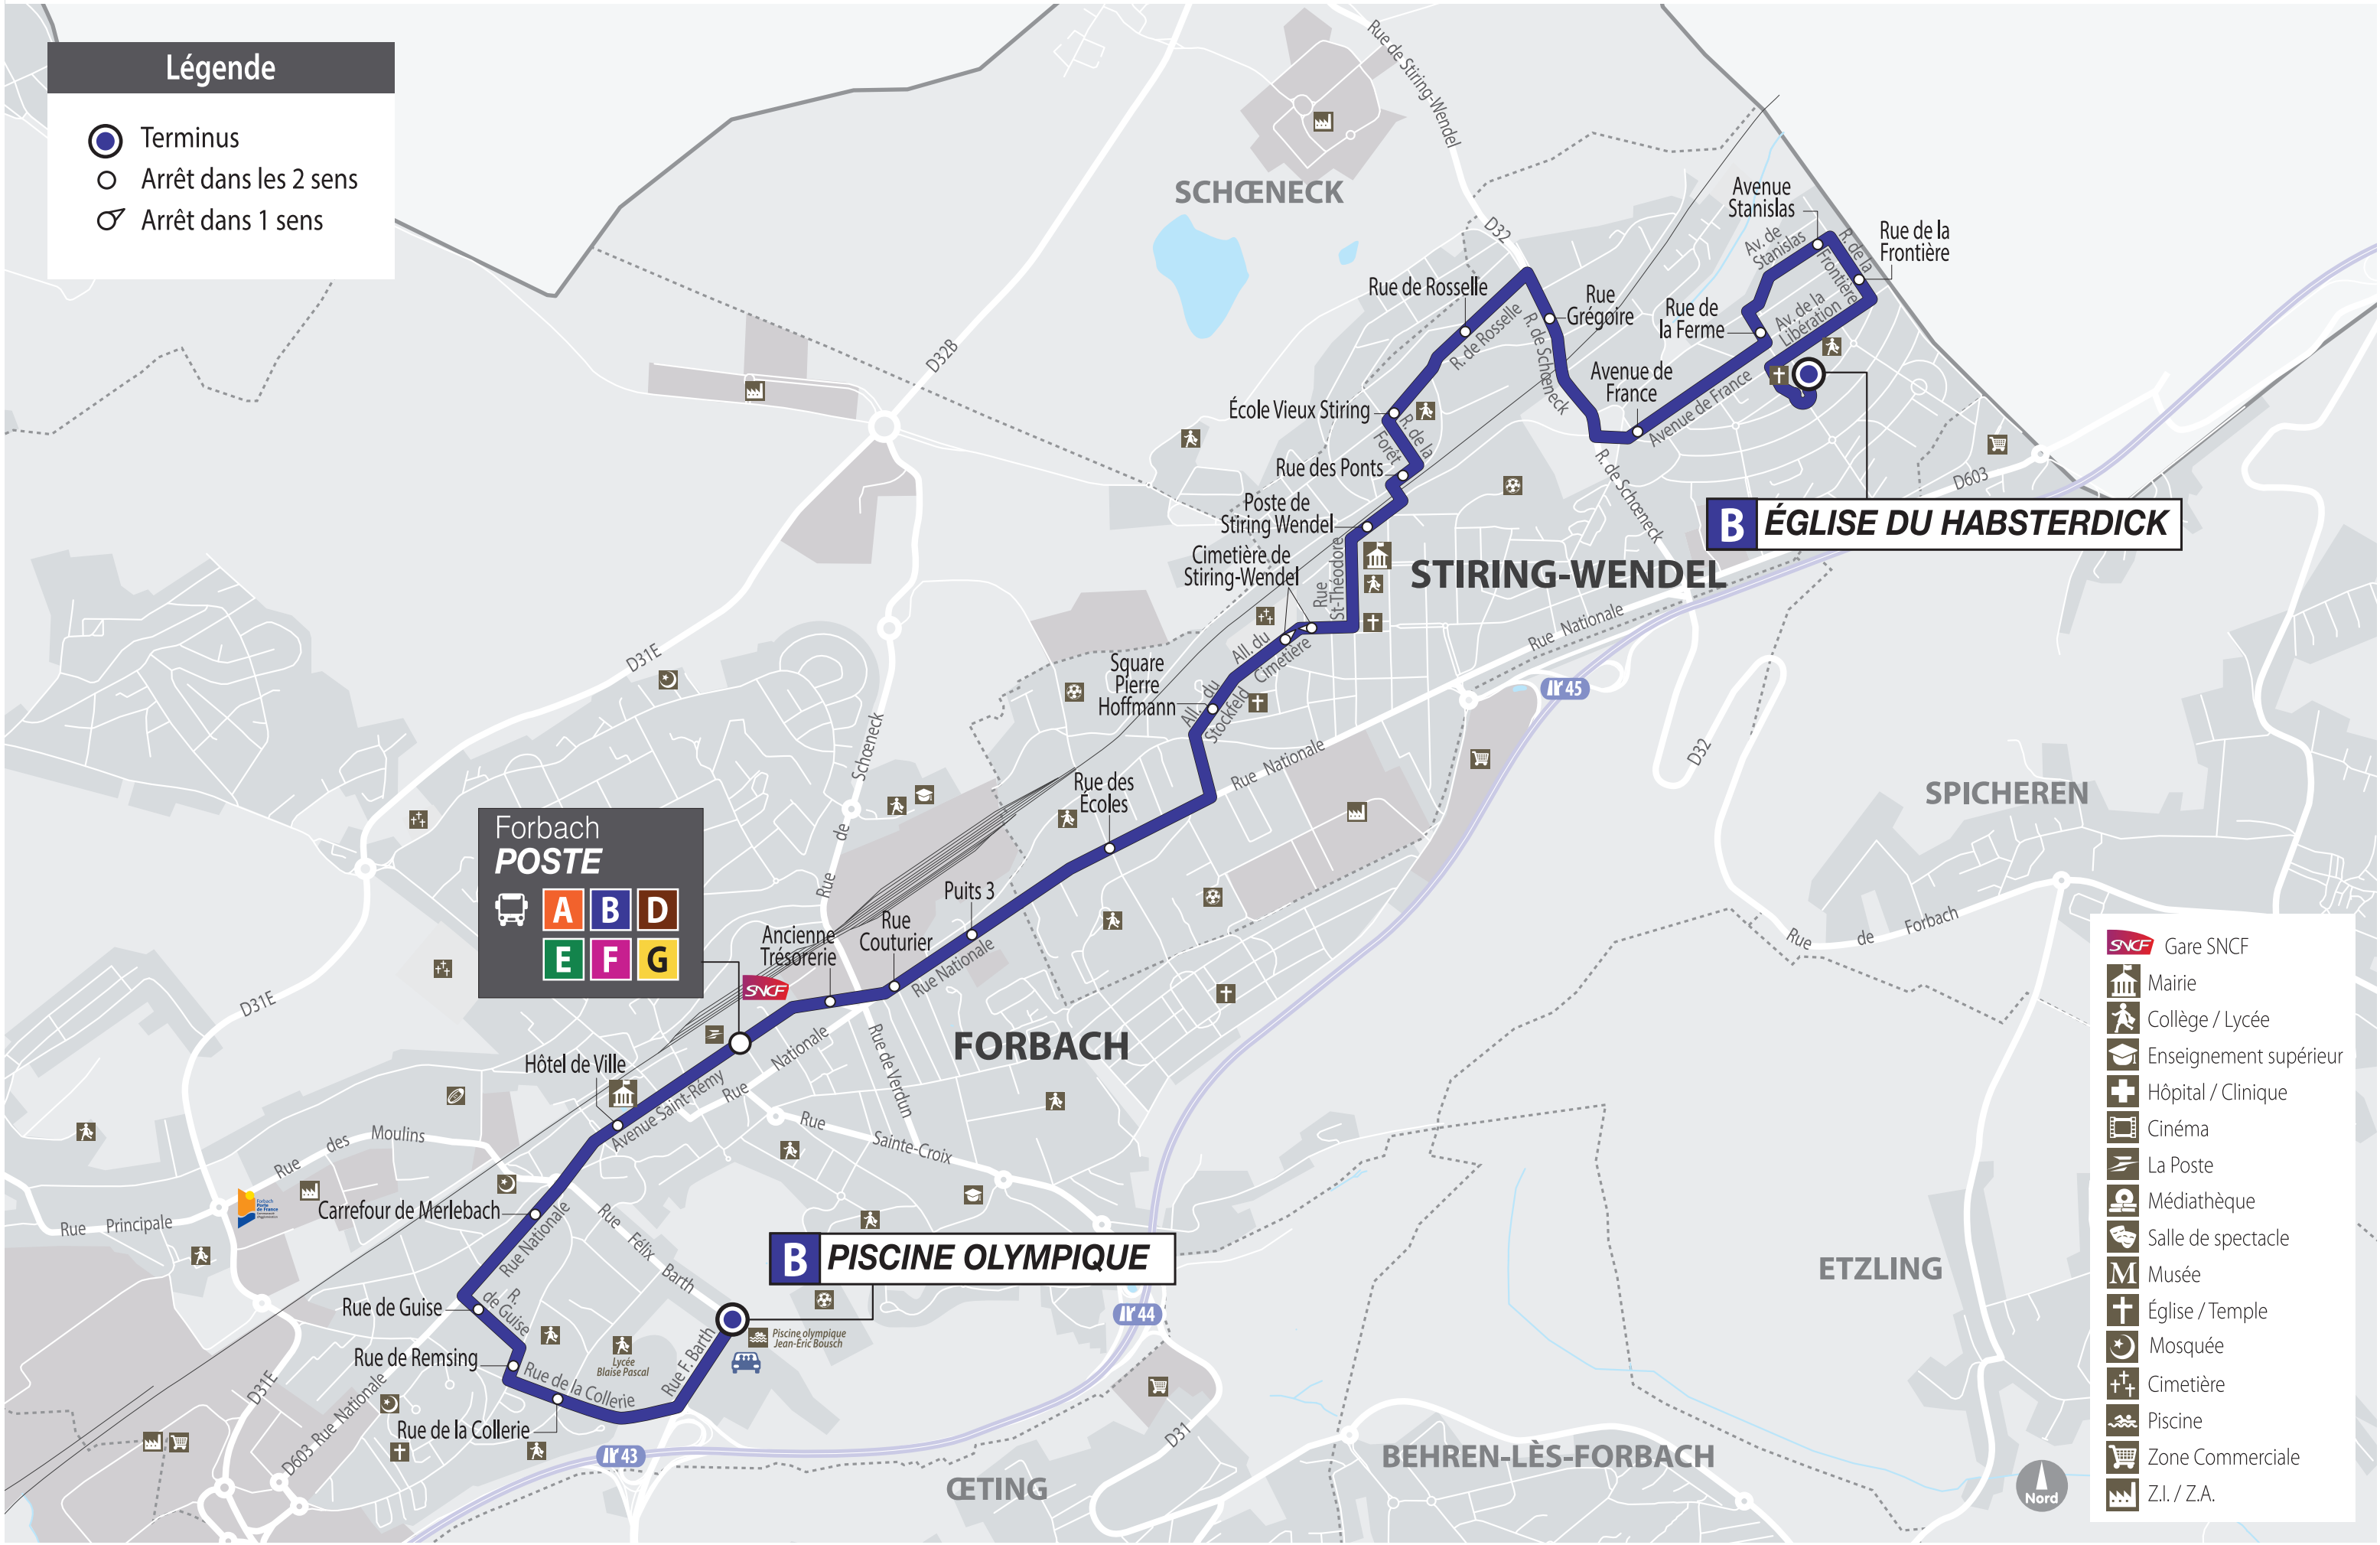 Légende
Terminus
Arrêt dans les 2 sens
Arrêt dans 1 sens
SCHŒNECK
Rue de Stiring-Wendel
D32
D32B
Avenue
Stanislas
Av. de
Stanislas
R. de la
Frontière
Rue de la
Frontière
Rue de Rosselle
R. de Rosselle
Rue
Grégoire
R. de Schœneck
Rue de
la Ferme
Av. de la
Libération
Avenue de
France
Avenue de France
École Vieux Stiring
R. de la
Forêt
Rue des Ponts
R. de Schœneck
D603
B ÉGLISE DU HABSTERDICK
Poste de
Stiring Wendel
Cimetière de
Stiring-Wendel
Rue
St-Théodore
STIRING-WENDEL
Rue Nationale
45
All. du
Cimetière
Square
Pierre
Hoffmann
All. du
Stockfeld
D31E
Rue de Schœneck
Rue Nationale
D32
SPICHEREN
Rue des
Écoles
Forbach
POSTE
A B D
E F G
Puits 3
Rue
Couturier
Ancienne
Trésorerie
SNCF
Rue Nationale
Rue de Forbach
D31E
FORBACH
Hôtel de Ville
Avenue Saint-Rémy
Rue Nationale
Rue de Verdun
Rue Sainte-Croix
Rue des Moulins
Rue Principale
Forbach
Porte
de France
Carrefour de Merlebach
Rue Nationale
Rue Félix Barth
B PISCINE OLYMPIQUE
ETZLING
Rue de Guise
R.
de Guise
44
Piscine olympique
Jean-Éric Bousch
Lycée
Blaise Pascal
Rue F. Barth
Rue de Remsing
Rue de la Collerie
Rue de la Collerie
D31E
D603 Rue Nationale
43
D31
ŒTING
BEHREN-LÈS-FORBACH
Nord
SNCF Gare SNCF
Mairie
Collège / Lycée
Enseignement supérieur
Hôpital / Clinique
Cinéma
La Poste
Médiathèque
Salle de spectacle
M Musée
Église / Temple
Mosquée
Cimetière
Piscine
Zone Commerciale
Z.I. / Z.A.